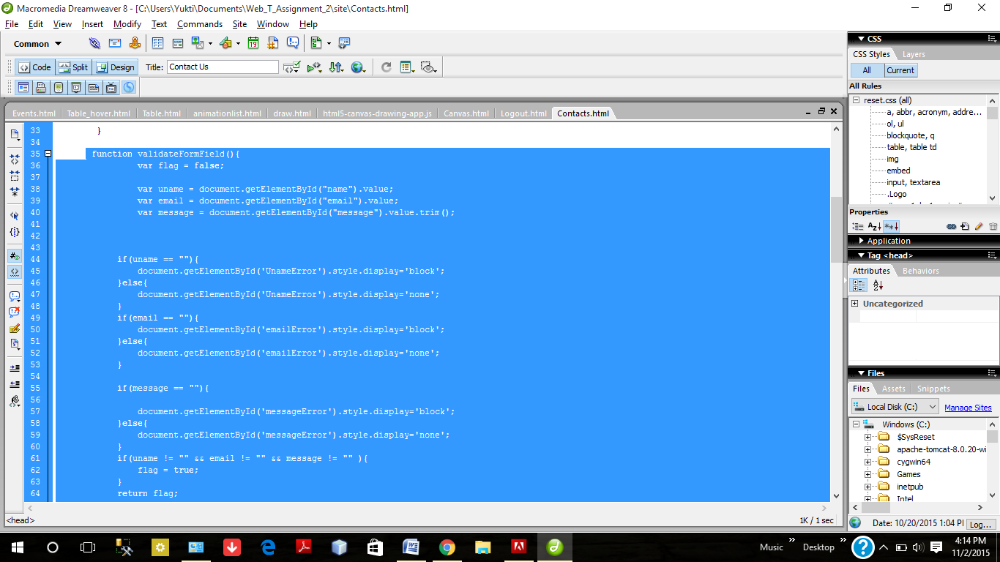 Macromedia Dreamweaver 8 - [C:\Users\Yukti\Documents\Web_T_Assignment_2\site\Contacts.html]
File Edit View Insert Modify Text Commands Site Window Help
Common
Code Split Design Title: Contact Us
Events.html Table_hover.html Table.html animationlist.html draw.html html5-canvas-drawing-app.js Canvas.html Logout.html Contacts.html
33 }
34
35 function validateFormField(){
36 var flag = false;
37
38 var uname = document.getElementById("name").value;
39 var email = document.getElementById("email").value;
40 var message = document.getElementById("message").value.trim();
41
42
43
44 if(uname == ""){
45 document.getElementById('UnameError').style.display='block';
46 }else{
47 document.getElementById('UnameError').style.display='none';
48 }
49 if(email == ""){
50 document.getElementById('emailError').style.display='block';
51 }else{
52 document.getElementById('emailError').style.display='none';
53 }
54
55 if(message == ""){
56
57 document.getElementById('messageError').style.display='block';
58 }else{
59 document.getElementById('messageError').style.display='none';
60 }
61 if(uname != "" && email != "" && message != "" ){
62 flag = true;
63 }
64 return flag;
<head>
1K / 1 sec
CSS
CSS Styles Layers
All Current
All Rules
reset.css (all)
a, abbr, acronym, addre...
ol, ul
blockquote, q
table, table td
img
embed
input, textarea
.Logo
Properties
Application
Tag <head>
Attributes Behaviors
Uncategorized
Files
Files Assets Snippets
Local Disk (C:) Manage Sites
Windows (C:)
$SysReset
apache-tomcat-8.0.20-wi
cygwin64
Games
inetpub
Intel
Date: 10/20/2015 1:04 PM Log...
Music Desktop
4:14 PM
11/2/2015